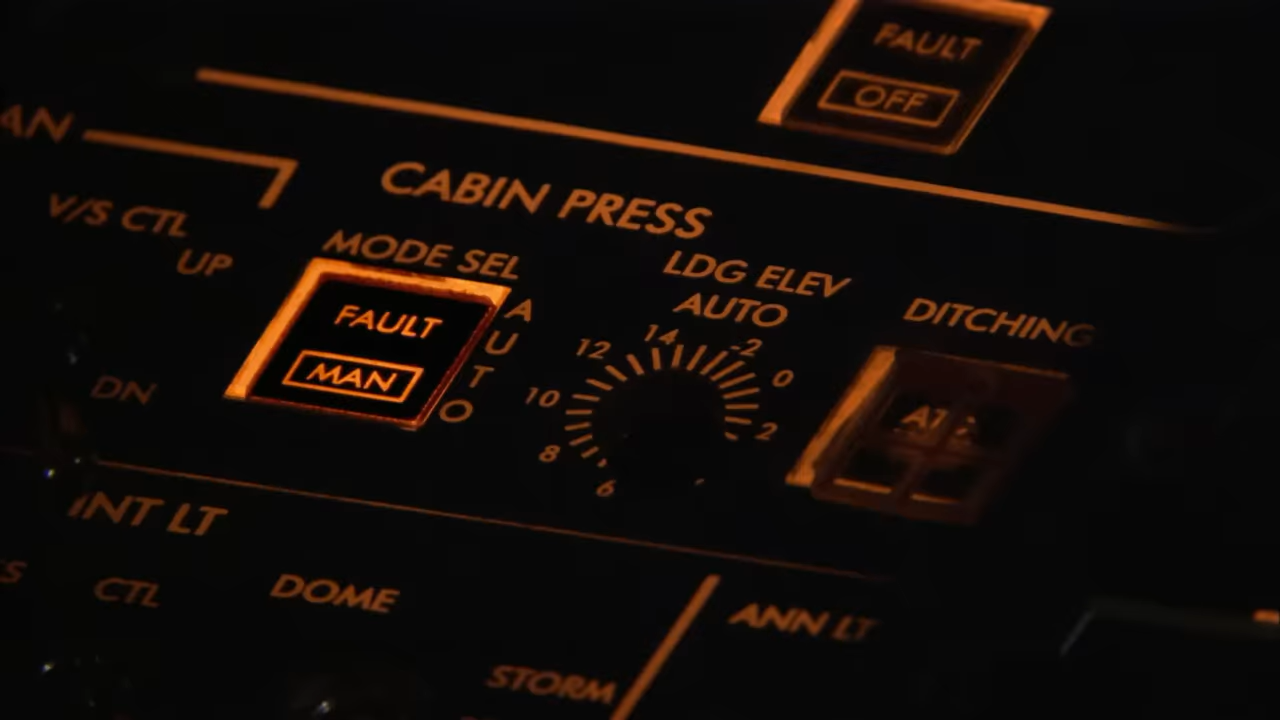 FAULT
OFF
CABIN PRESS
V/S CTL
UP
MODE SEL
LDG ELEV
AUTO
DITCHING
FAULT
MAN
AUTO
DN
14
-2
12
0
10
2
8
6
INT LT
CTL
DOME
ANN LT
STORM